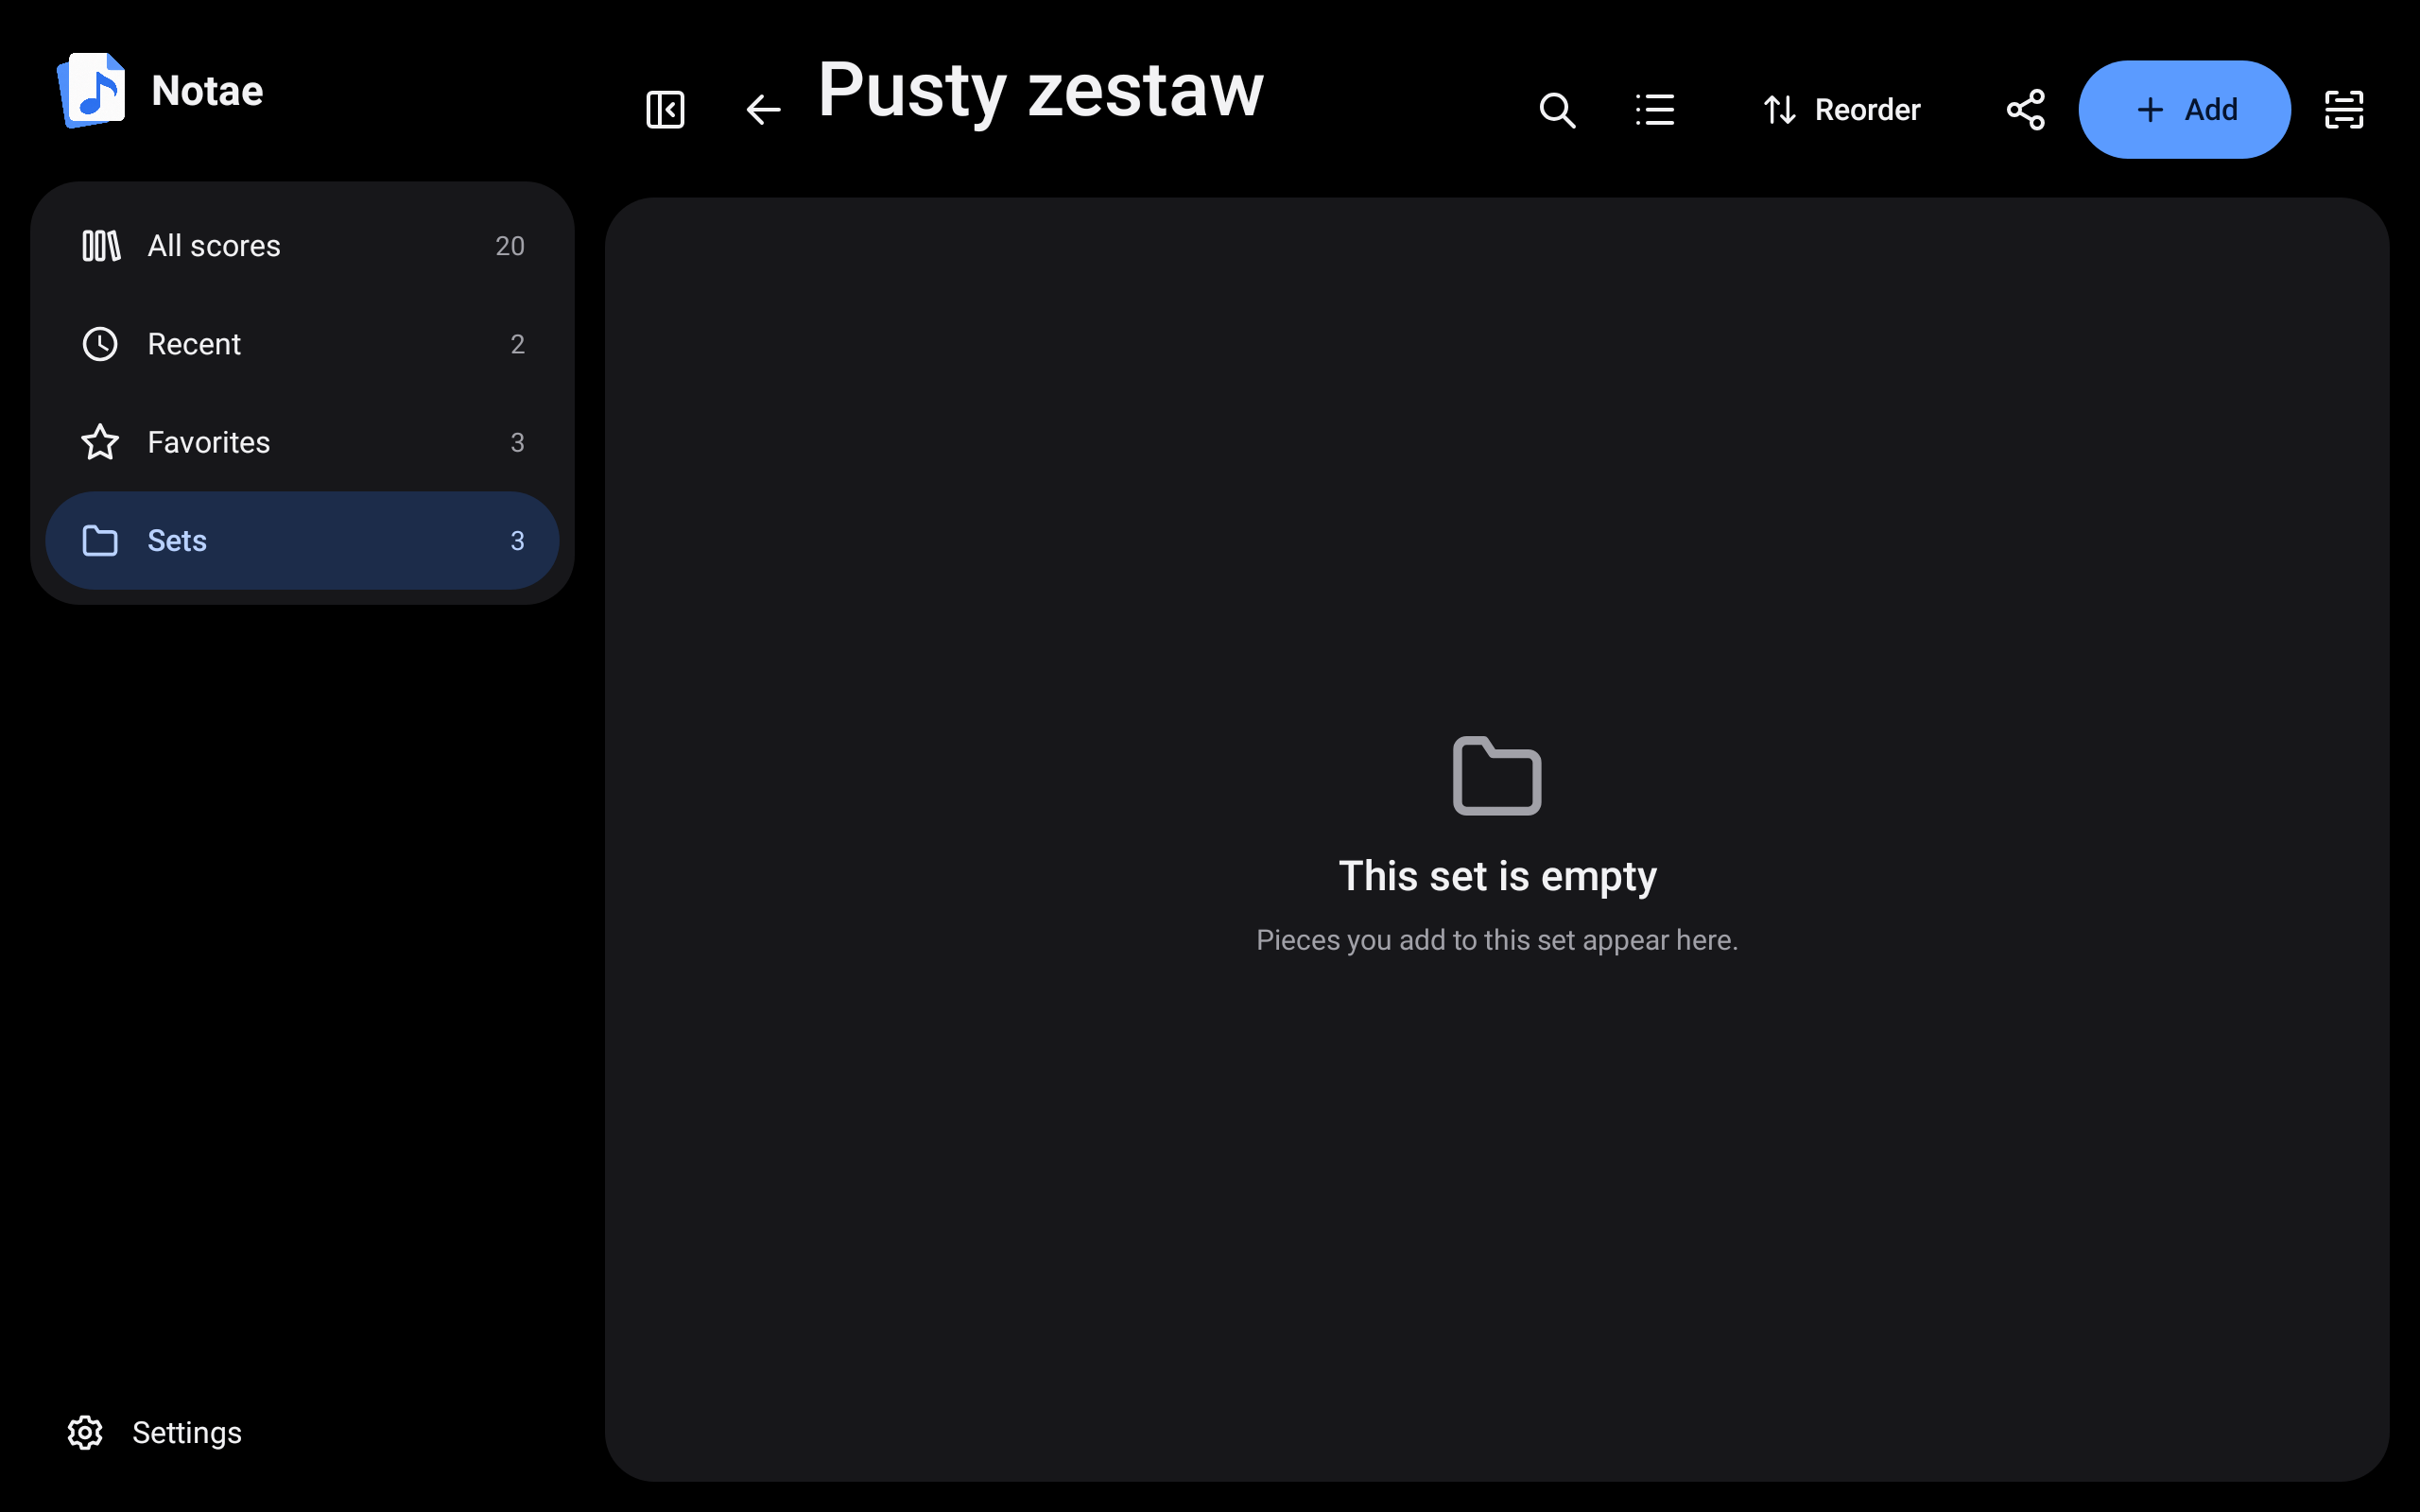 Notae
Pusty zestaw
Reorder
Add
All scores 20
Recent 2
Favorites 3
Sets 3
This set is empty
Pieces you add to this set appear here.
Settings